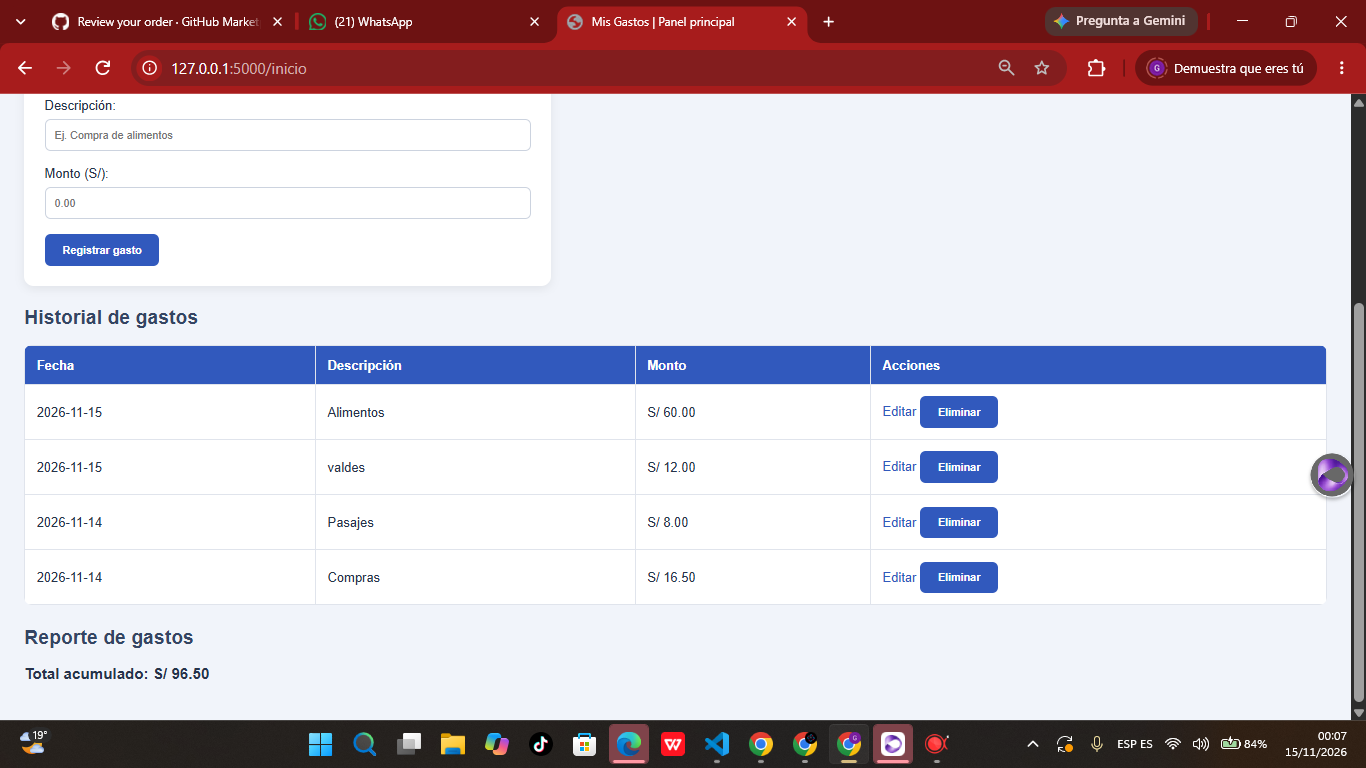 Review your order · GitHub Market
(21) WhatsApp
Mis Gastos | Panel principal
Pregunta a Gemini
127.0.0.1:5000/inicio
G
Demuestra que eres tú
Descripción:
Ej. Compra de alimentos
Monto (S/):
0.00
Registrar gasto
Historial de gastos
Fecha Descripción Monto Acciones
2026-11-15 Alimentos S/ 60.00 Editar Eliminar
2026-11-15 valdes S/ 12.00 Editar Eliminar
2026-11-14 Pasajes S/ 8.00 Editar Eliminar
2026-11-14 Compras S/ 16.50 Editar Eliminar
Reporte de gastos
Total acumulado: S/ 96.50
19°
W
G
ESP ES
84%
00:07
15/11/2026